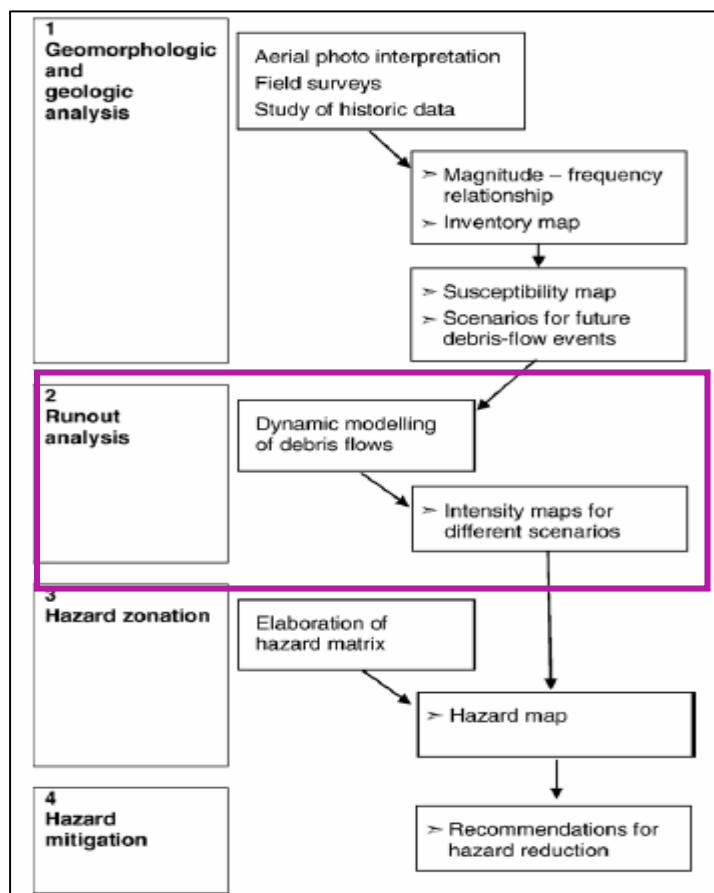 1
Geomorphologic
and
geologic
analysis
Aerial photo interpretation
Field surveys
Study of historic data
➣ Magnitude – frequency
relationship
➣ Inventory map
➣ Susceptibility map
➣ Scenarios for future
debris-flow events
2
Runout
analysis
Dynamic modelling
of debris flows
➣ Intensity maps for
different scenarios
3
Hazard zonation
Elaboration of
hazard matrix
➣ Hazard map
4
Hazard
mitigation
➣ Recommendations for
hazard reduction